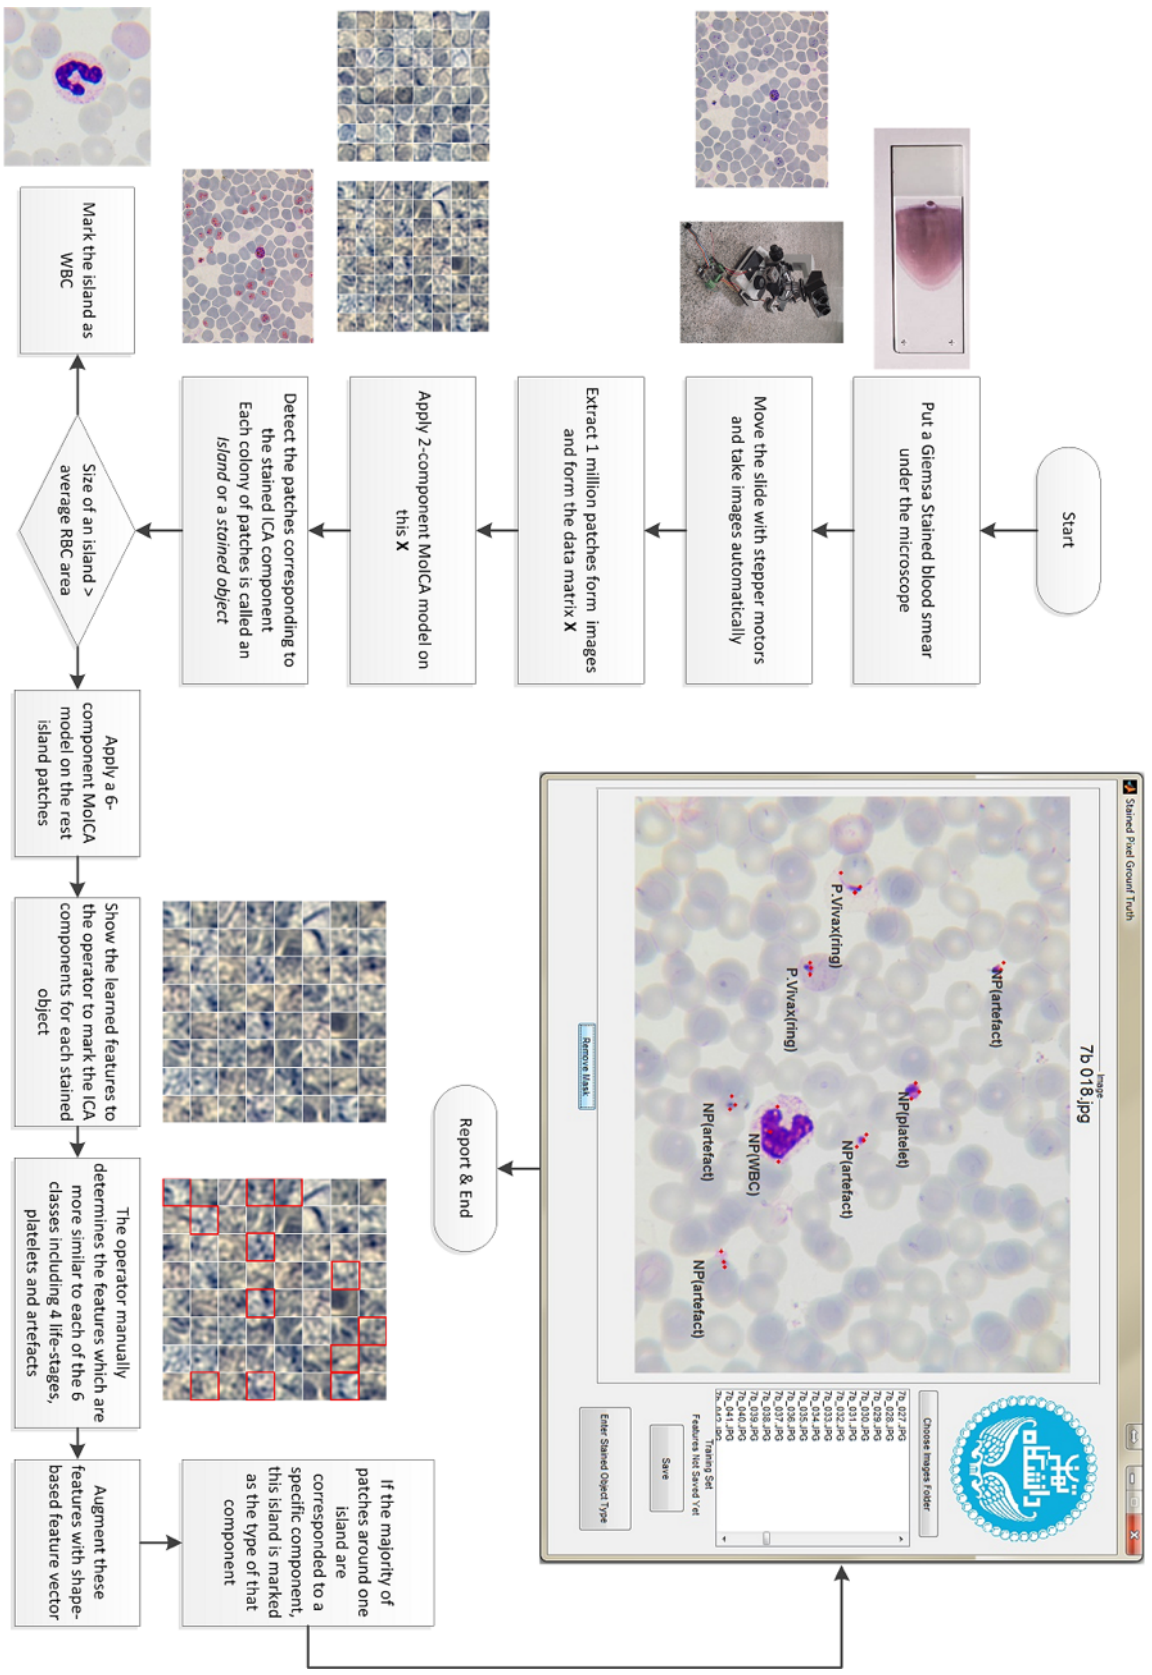 Start
Put a Giemsa Stained blood smear
under the microscope
Move the slide with stepper motors
and take images automatically
Extract 1 million patches form images
and form the data matrix X
Apply 2-component MoICA model on
this X
Detect the patches corresponding to
the stained ICA component
Each colony of patches is called an
Island or a stained object
Size of an island >
average RBC area
Mark the island as
WBC
Apply a 6-
component MoICA
model on the rest
island patches
Show the learned features to
the operator to mark the ICA
components for each stained
object
The operator manually
determines the features which are
more similar to each of the 6
classes including 4 life-stages,
platelets and artefacts
Augment these
features with shape-
based feature vector
If the majority of
patches around one
island are
corresponded to a
specific component,
this island is marked
as the type of that
component
Stained Pixel Grounf Truth
Image
7b 018.jpg
NP(artefact)
P.Vivax(ring)
P.Vivax(ring)
NP(platelet)
NP(artefact)
NP(WBC)
NP(artefact)
NP(artefact)
Remove Mask
دانشگاه
تهران
Choose Images Folder
7b_027.JPG
7b_028.JPG
7b_029.JPG
7b_030.JPG
7b_031.JPG
7b_032.JPG
7b_033.JPG
7b_034.JPG
7b_035.JPG
7b_036.JPG
7b_037.JPG
7b_038.JPG
7b_039.JPG
7b_040.JPG
7b_041.JPG
Training Set
Features Not Saved Yet
Save
Enter Stained Object Type
Report & End